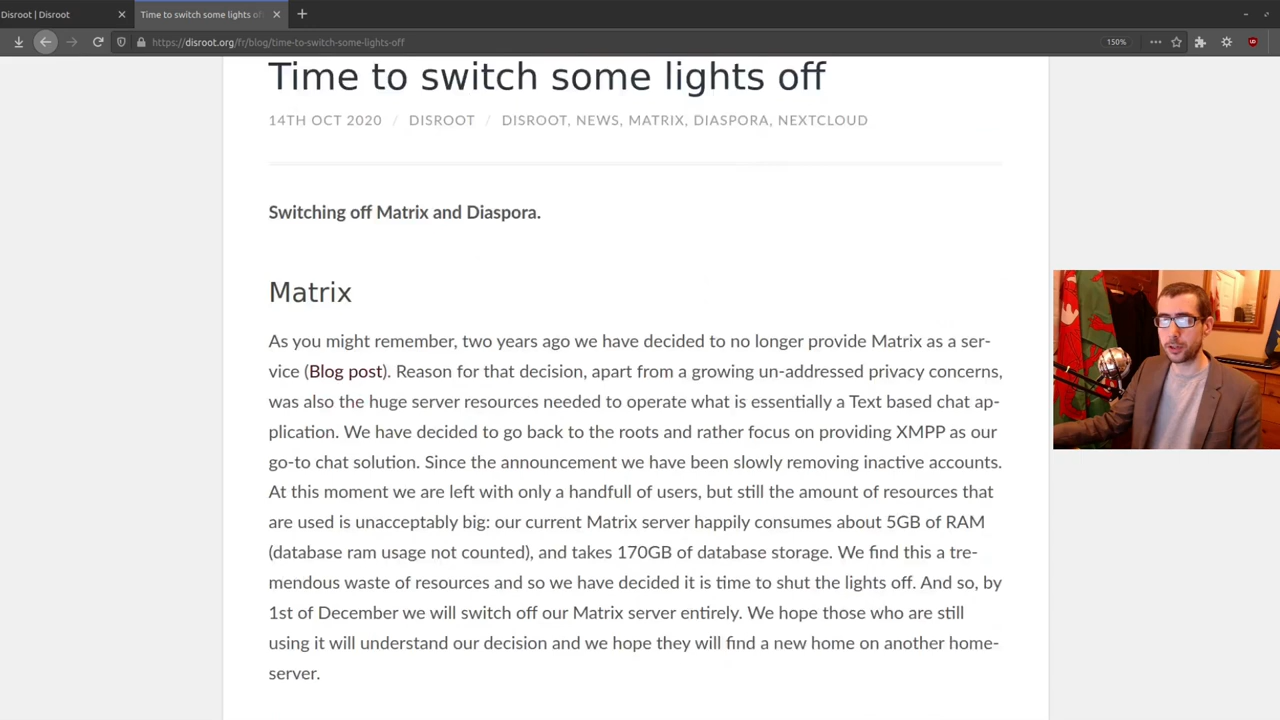 Disroot | Disroot
Time to switch some lights of
https://disroot.org/fr/blog/time-to-switch-some-lights-off
150%
Time to switch some lights off
14TH OCT 2020 / DISROOT / DISROOT, NEWS, MATRIX, DIASPORA, NEXTCLOUD
Switching off Matrix and Diaspora.
Matrix
As you might remember, two years ago we have decided to no longer provide Matrix as a ser-
vice (Blog post). Reason for that decision, apart from a growing un-addressed privacy concerns,
was also the huge server resources needed to operate what is essentially a Text based chat ap-
plication. We have decided to go back to the roots and rather focus on providing XMPP as our
go-to chat solution. Since the announcement we have been slowly removing inactive accounts.
At this moment we are left with only a handfull of users, but still the amount of resources that
are used is unacceptably big: our current Matrix server happily consumes about 5GB of RAM
(database ram usage not counted), and takes 170GB of database storage. We find this a tre-
mendous waste of resources and so we have decided it is time to shut the lights off. And so, by
1st of December we will switch off our Matrix server entirely. We hope those who are still
using it will understand our decision and we hope they will find a new home on another home-
server.